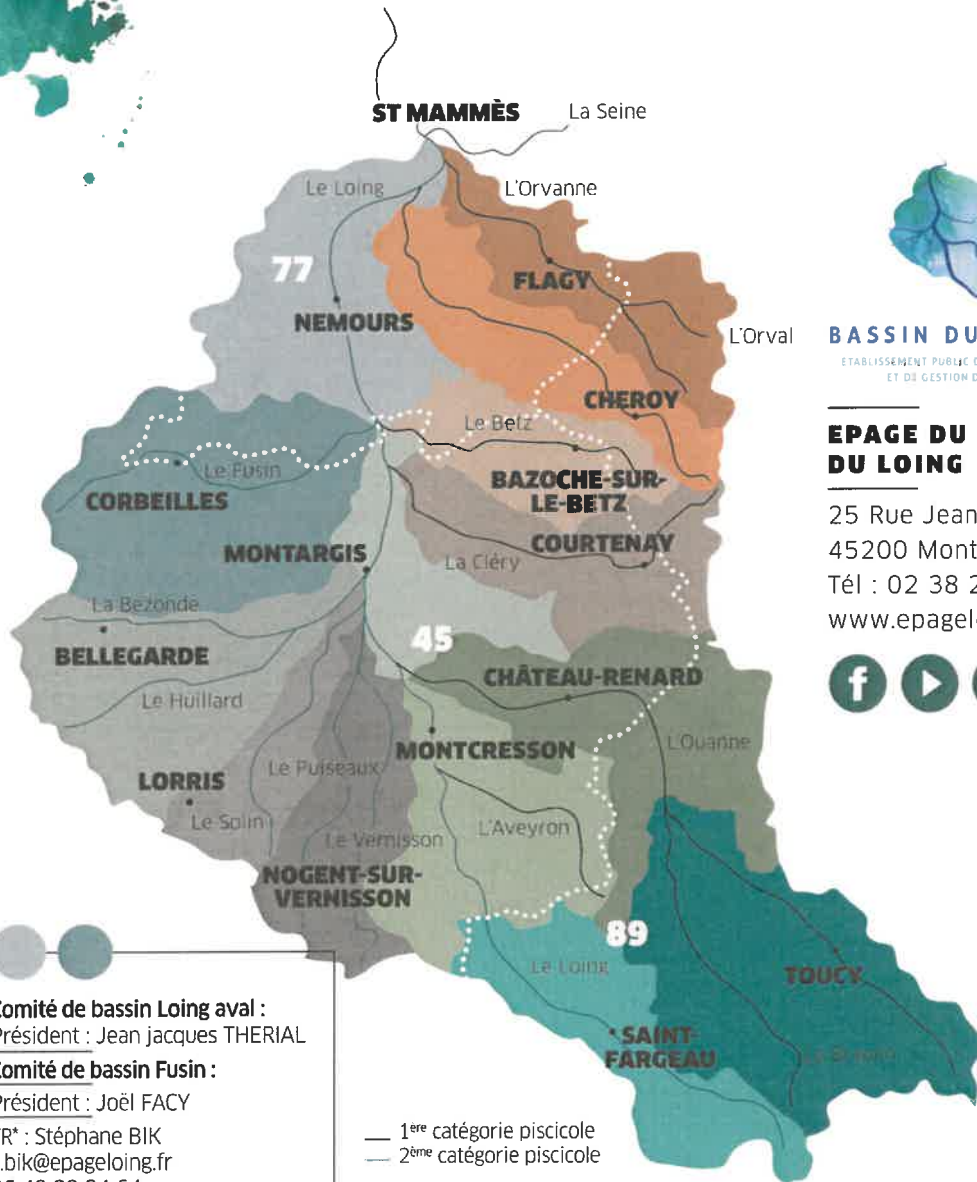 ST MAMMÈS
La Seine
Le Loing
L'Orvanne
77
FLAGY
NEMOURS
L'Orval
CHEROY
Le Betz
BAZOCHE-SUR-
LE-BETZ
Le Fusin
CORBEILLES
COURTENAY
MONTARGIS
La Cléry
La Bezonde
45
BELLEGARDE
CHÂTEAU-RENARD
Le Huillard
L'Ouanne
MONTCRESSON
LORRIS
Le Puiseaux
Le Solin
L'Aveyron
Le Vernisson
NOGENT-SUR-
VERNISSON
89
Le Loing
TOUCY
SAINT-
FARGEAU
BASSIN DU
ETABLISSEMENT PUBLIC
ET DE GESTION D
EPAGE DU
DU LOING
25 Rue Jean
45200 Mont
Tél : 02 38 2
www.epagel
f
Comité de bassin Loing aval :
Président : Jean jacques THERIAL
Comité de bassin Fusin :
Président : Joël FACY
R* : Stéphane BIK
.bik@epageloing.fr
1ère catégorie piscicole
2ème catégorie piscicole